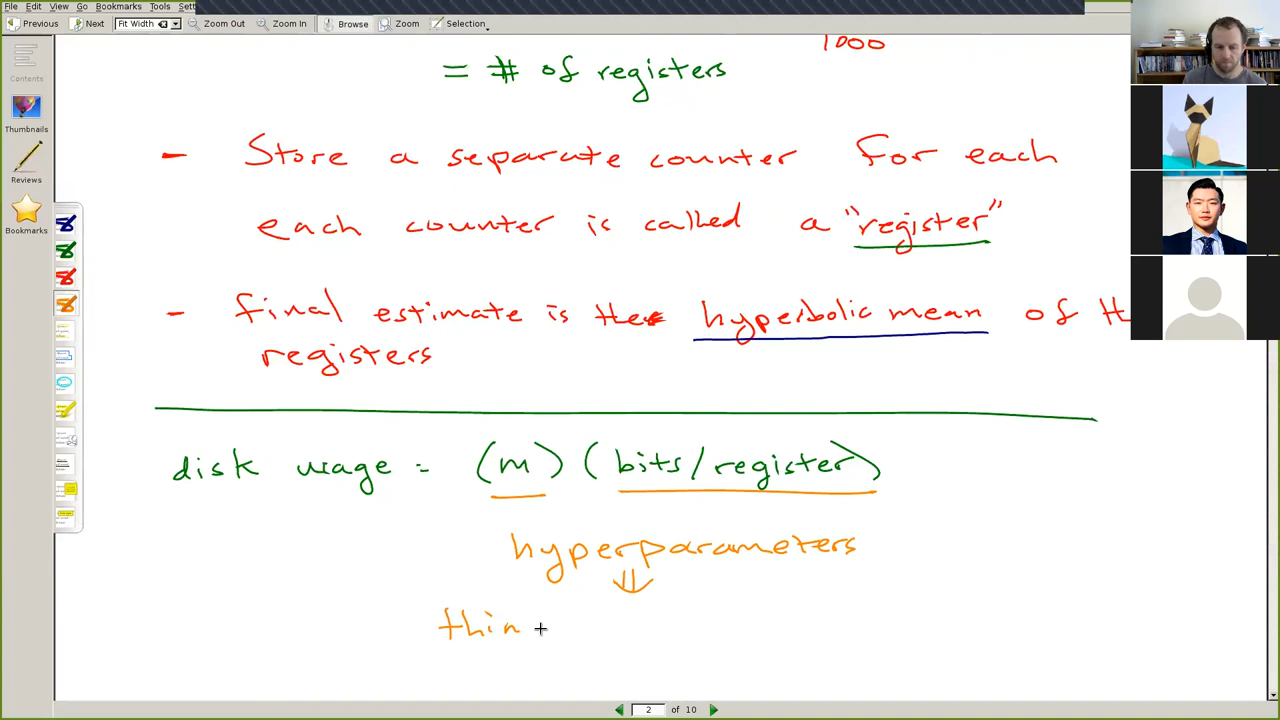 File Edit View Go Bookmarks Tools
Previous Next Fit Width Zoom Out Zoom In Browse Zoom Selection
Contents
Thumbnails
Reviews
Bookmarks
1000
= # of registers
- Store a separate counter for each
each counter is called a "register"
- final estimate is the hyperbolic mean of th
registers
disk usage = (m) (bits/register)
hyperparameters
⇓
thin
2 of 10